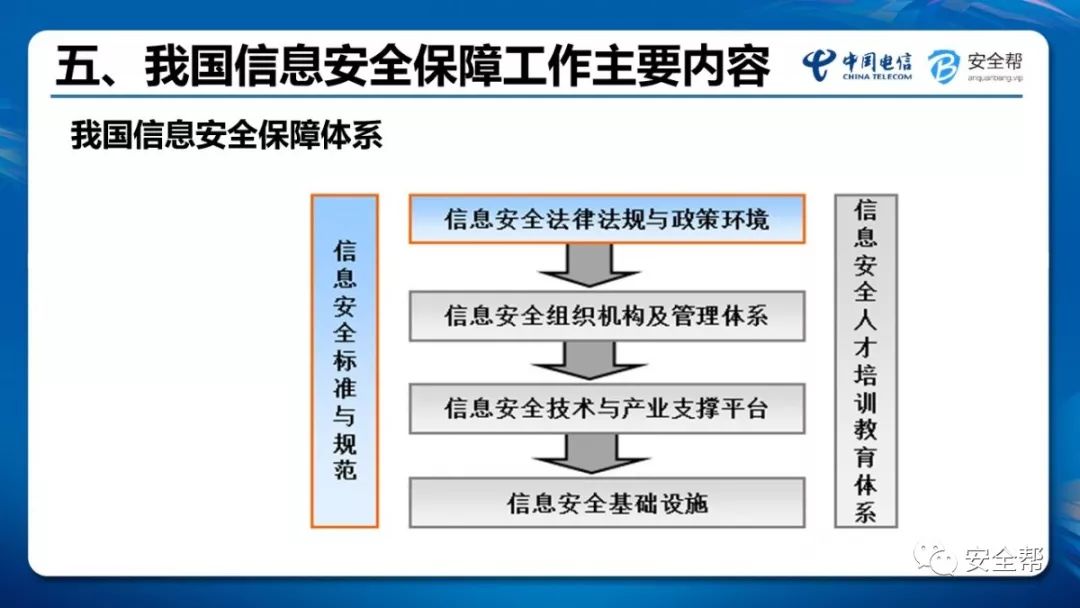 五、我国信息安全保障工作主要内容
中国电信
CHINA TELECOM
安全帮
anquanbang.vip
我国信息安全保障体系
信息安全标准与规范
信息安全法律法规与政策环境
信息安全组织机构及管理体系
信息安全技术与产业支撑平台
信息安全基础设施
信息安全人才培训教育体系
安全帮